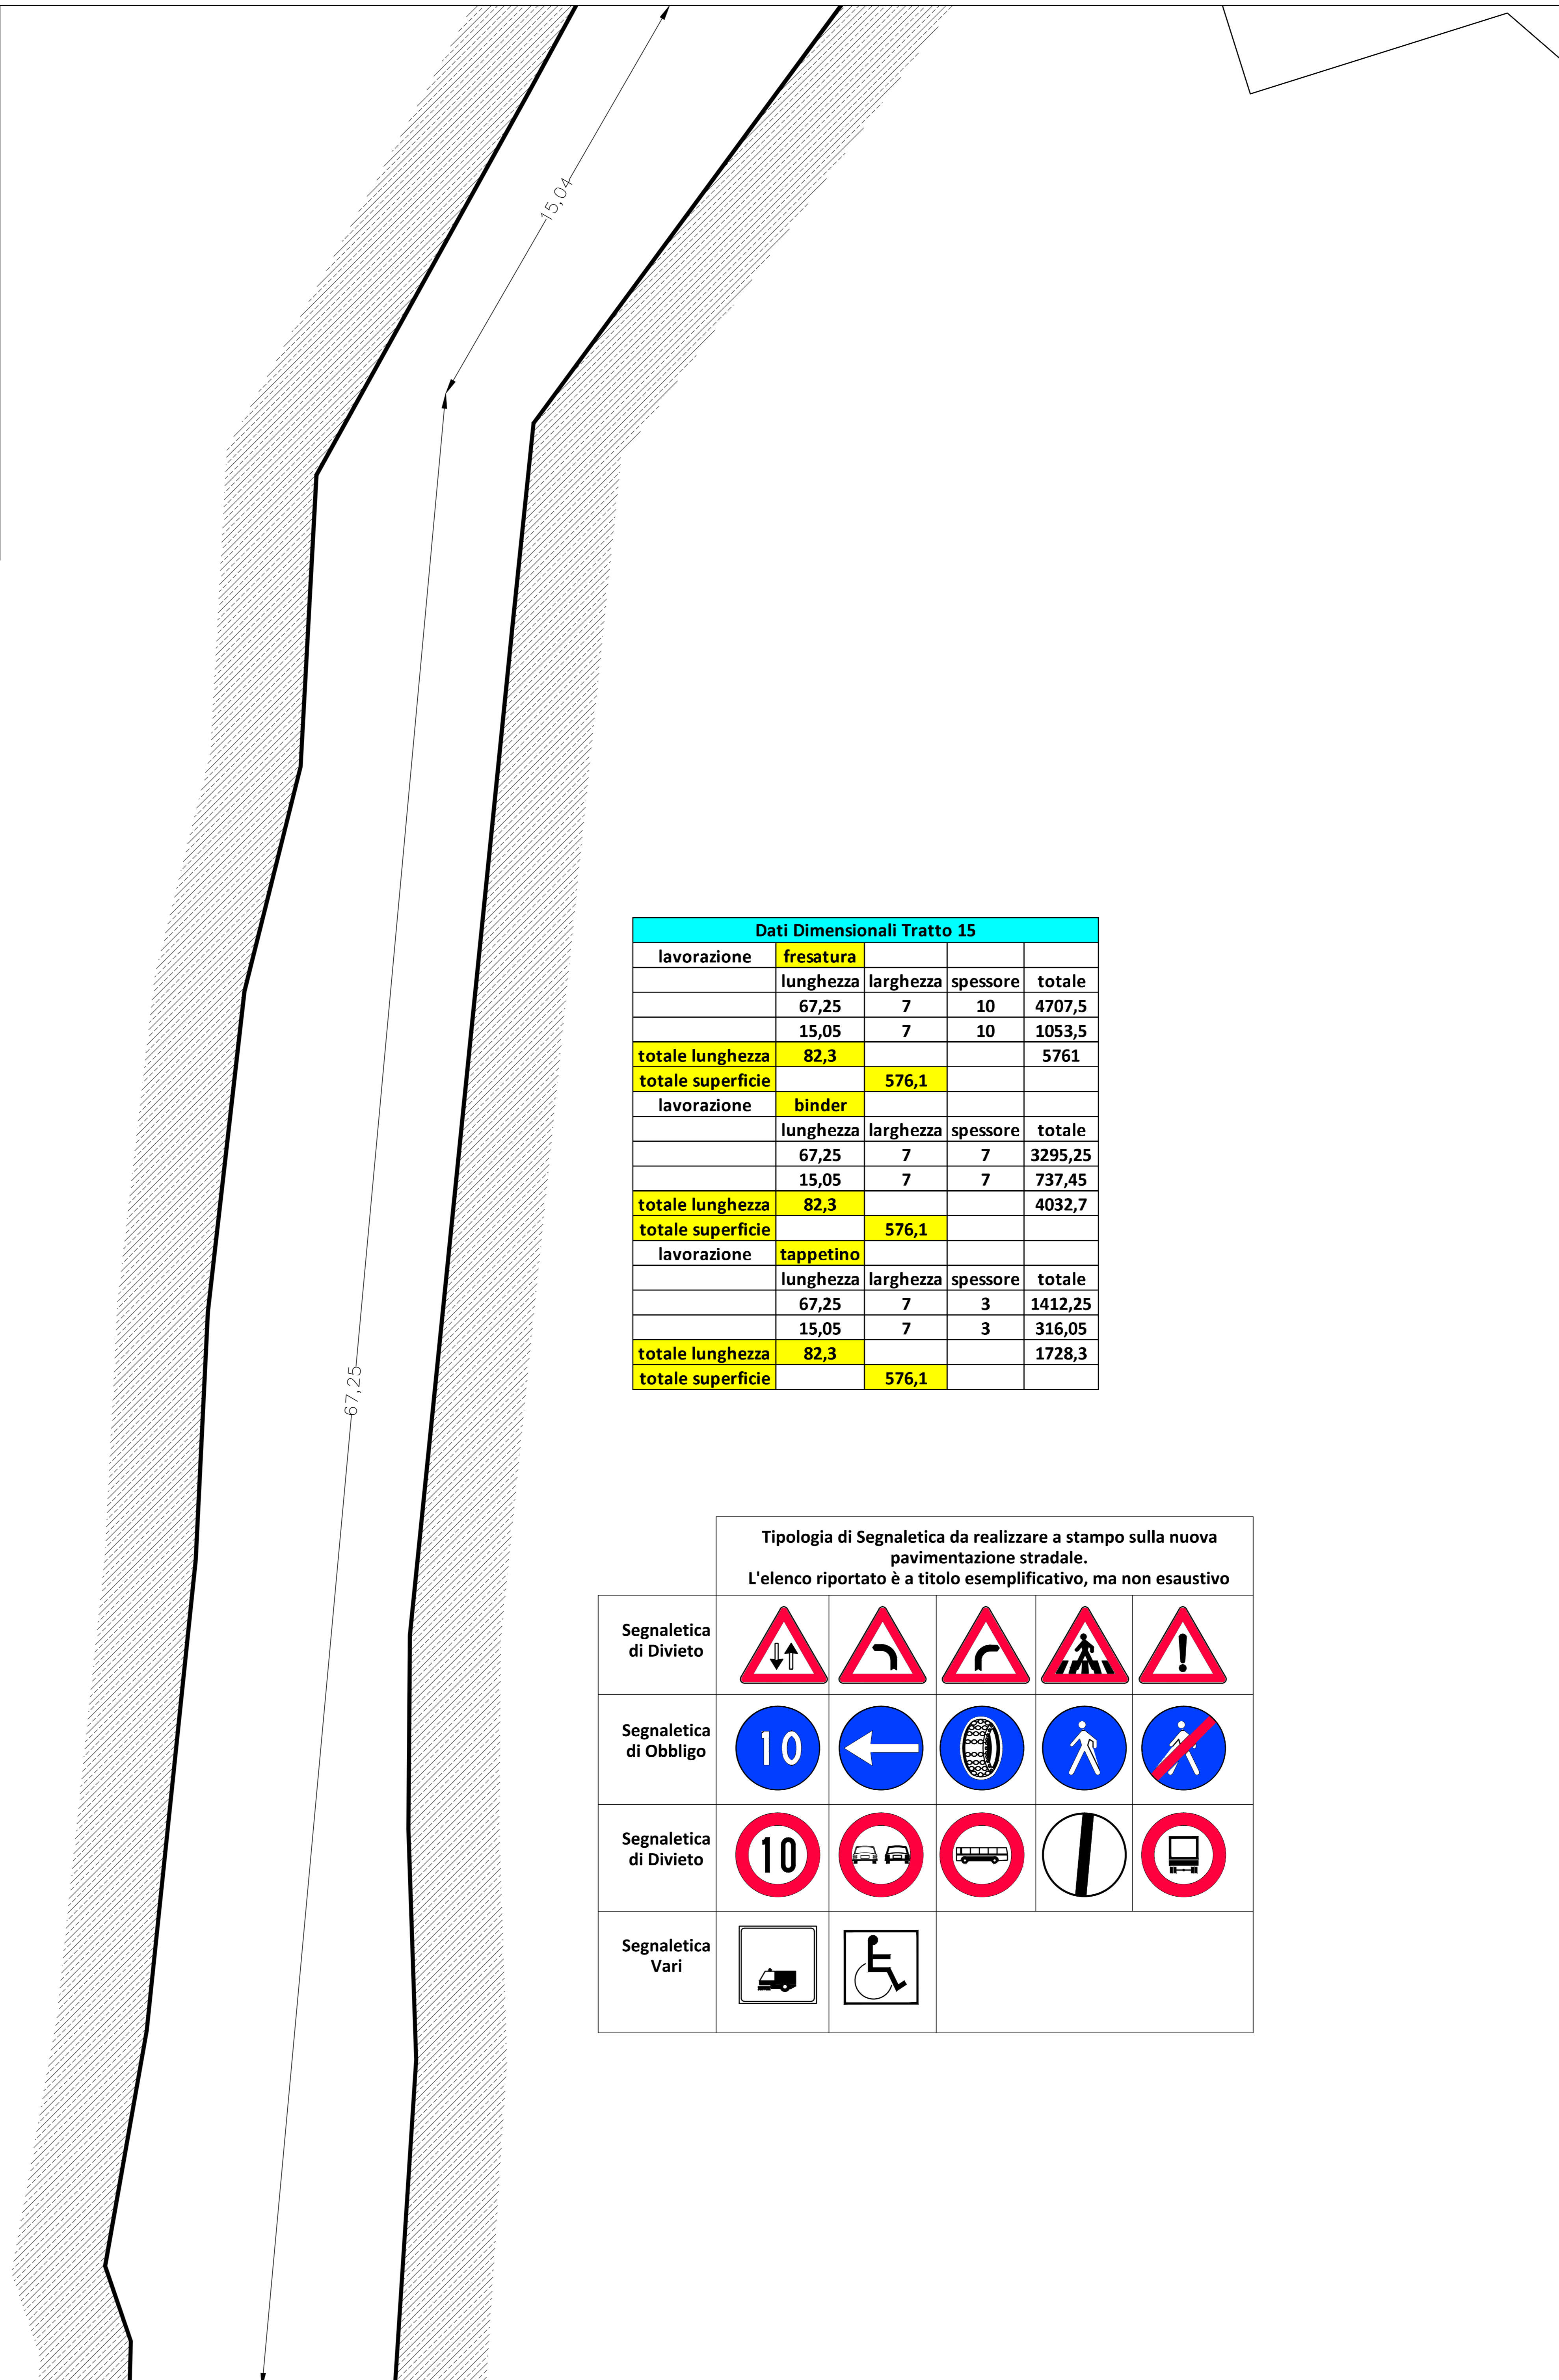 15,04
67,25
Dati Dimensionali Tratto 15
lavorazione fresatura
lunghezza larghezza spessore totale
67,25 7 10 4707,5
15,05 7 10 1053,5
totale lunghezza 82,3 5761
totale superficie 576,1
lavorazione binder
lunghezza larghezza spessore totale
67,25 7 7 3295,25
15,05 7 7 737,45
totale lunghezza 82,3 4032,7
totale superficie 576,1
lavorazione tappetino
lunghezza larghezza spessore totale
67,25 7 3 1412,25
15,05 7 3 316,05
totale lunghezza 82,3 1728,3
totale superficie 576,1
Tipologia di Segnaletica da realizzare a stampo sulla nuova
pavimentazione stradale.
L'elenco riportato è a titolo esemplificativo, ma non esaustivo
Segnaletica
di Divieto
Segnaletica
di Obbligo
10
Segnaletica
di Divieto
10
Segnaletica
Vari